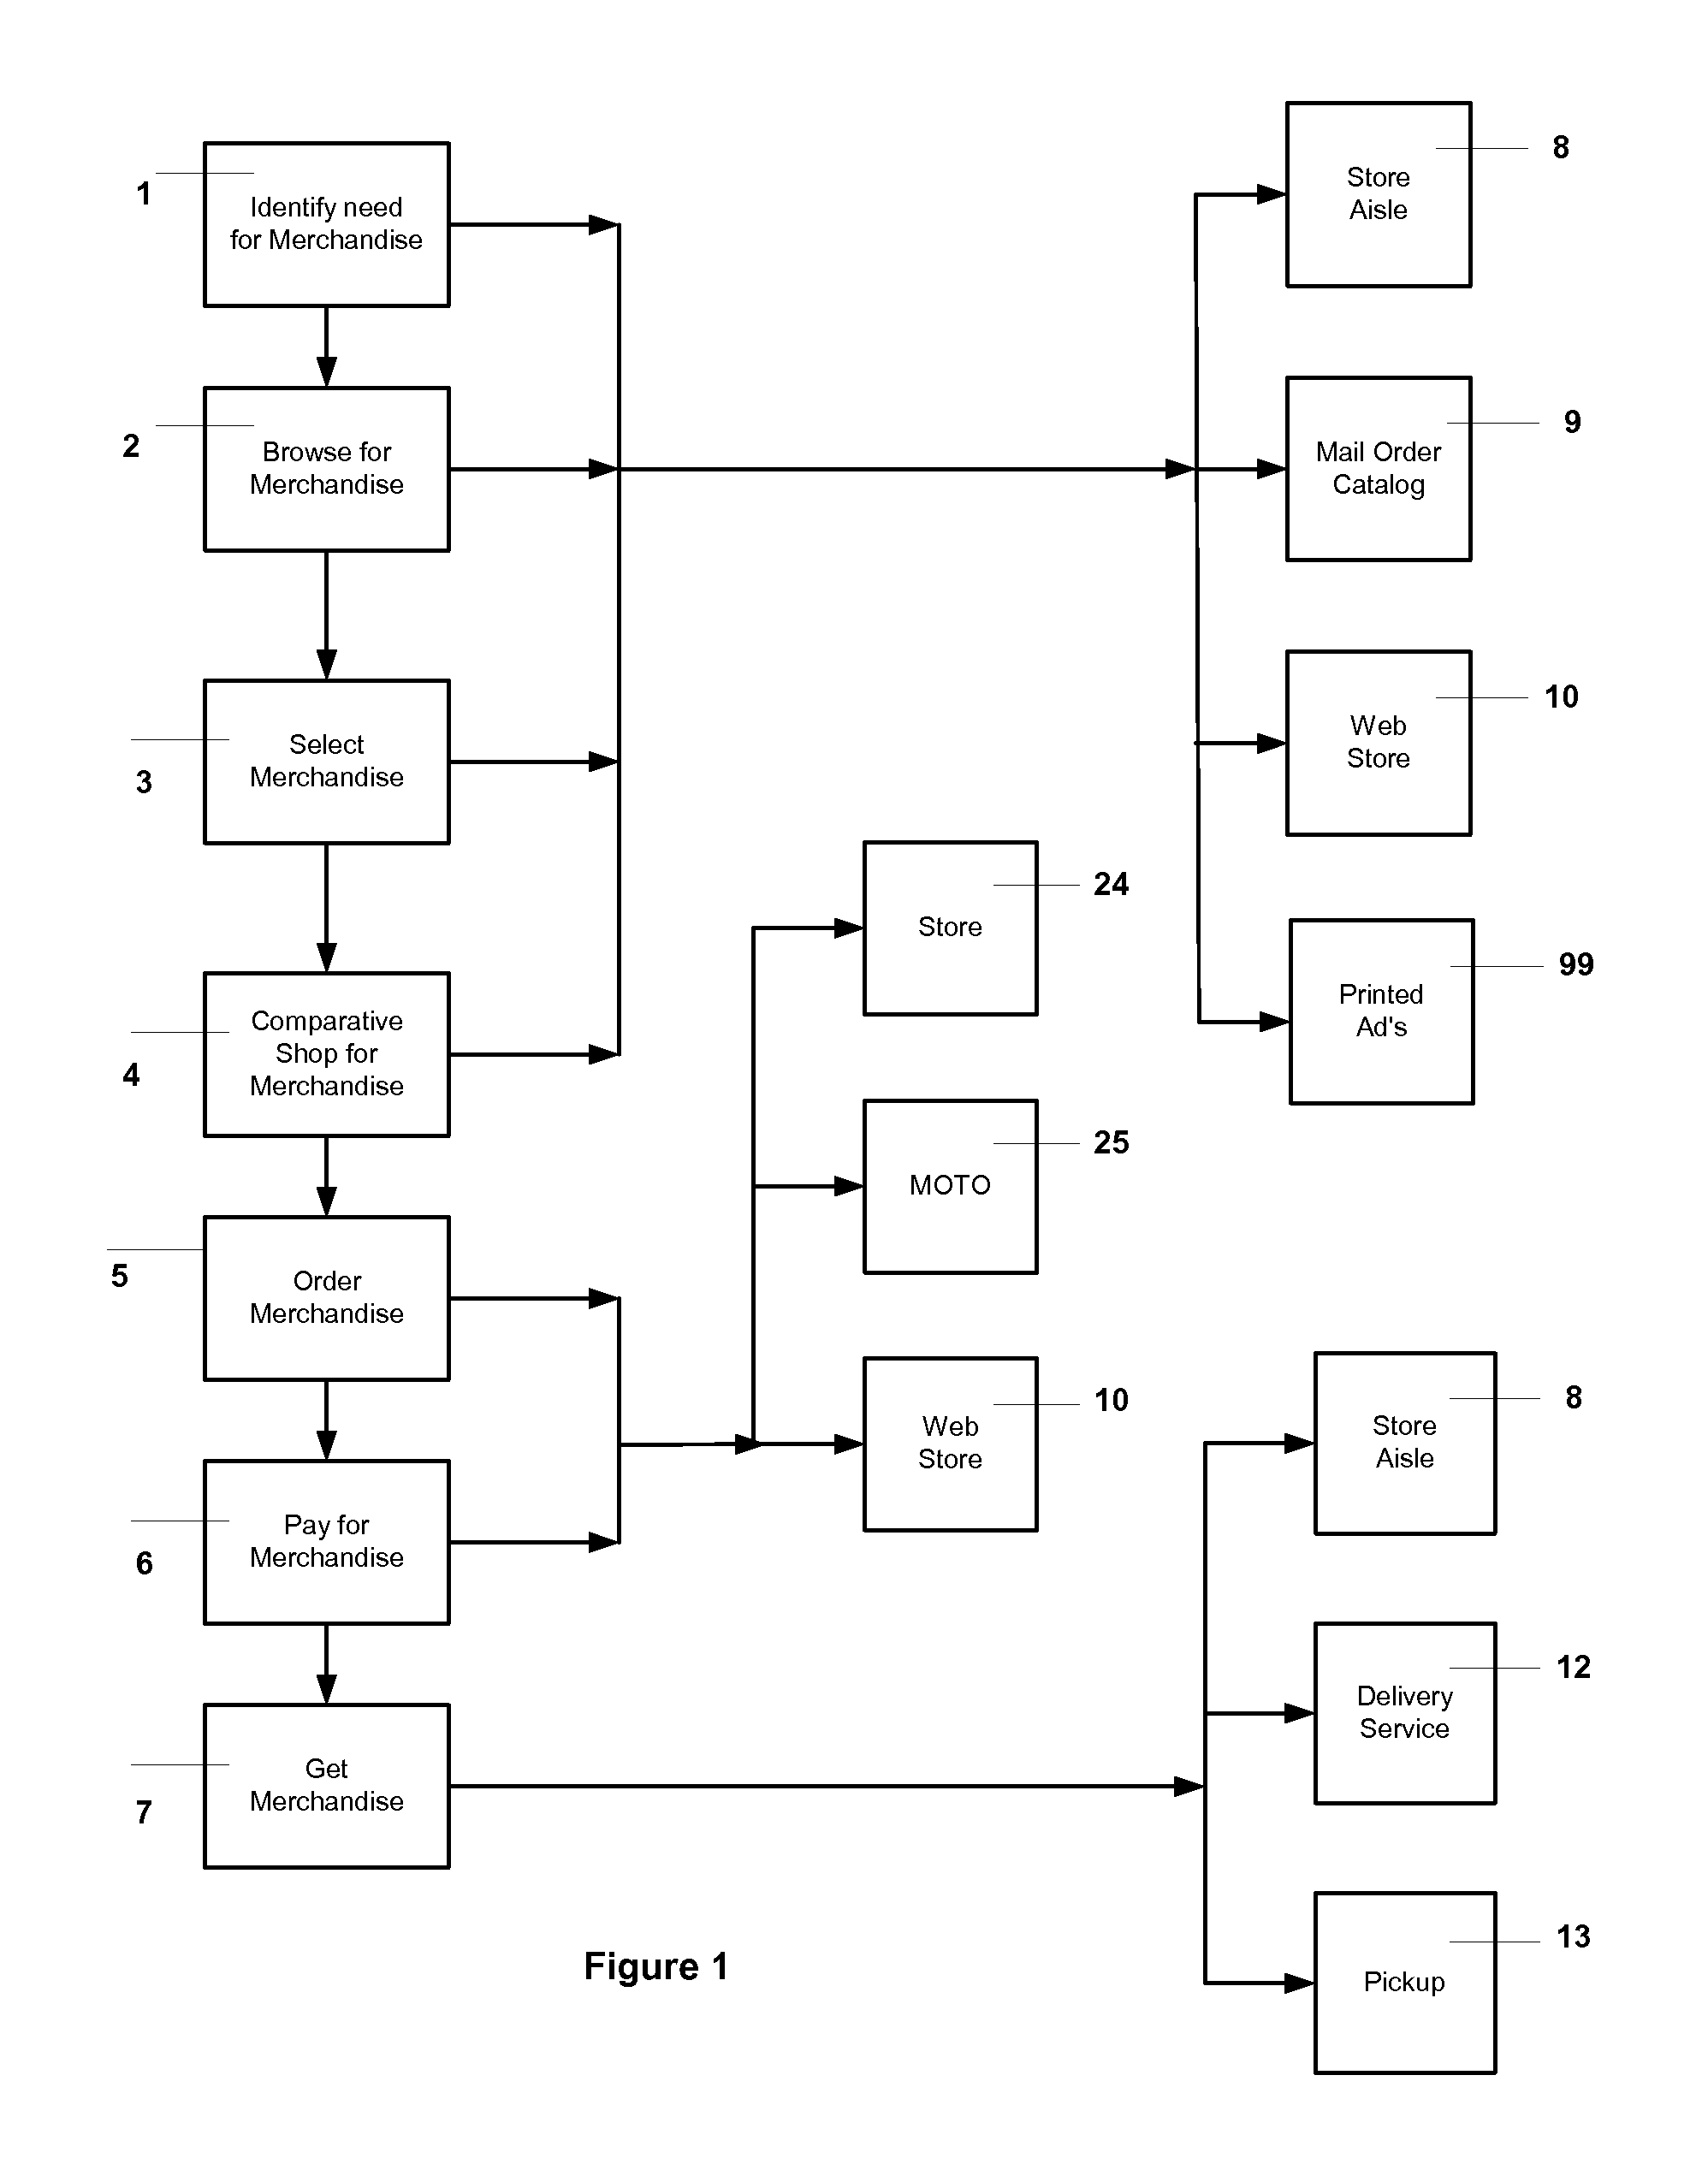 1
Identify need
for Merchandise
2
Browse for
Merchandise
3
Select
Merchandise
4
Comparative
Shop for
Merchandise
5
Order
Merchandise
6
Pay for
Merchandise
7
Get
Merchandise
Store
24
MOTO
25
Web
Store
10
Store
Aisle
8
Mail Order
Catalog
9
Web
Store
10
Printed
Ad's
99
Store
Aisle
8
Delivery
Service
12
Pickup
13
Figure 1